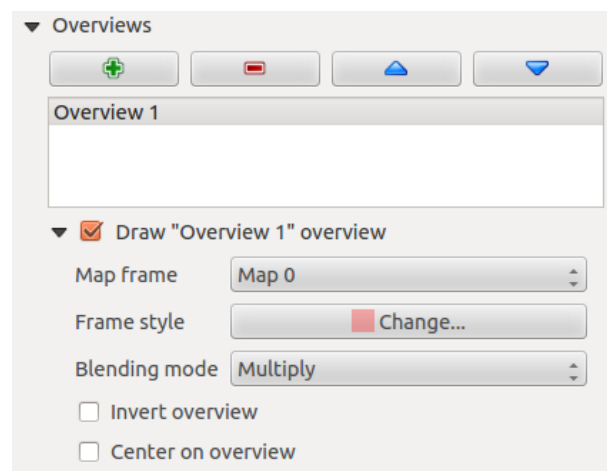 Overviews
Overview 1
Draw "Overview 1" overview
Map frame Map 0
Frame style Change...
Blending mode Multiply
Invert overview
Center on overview